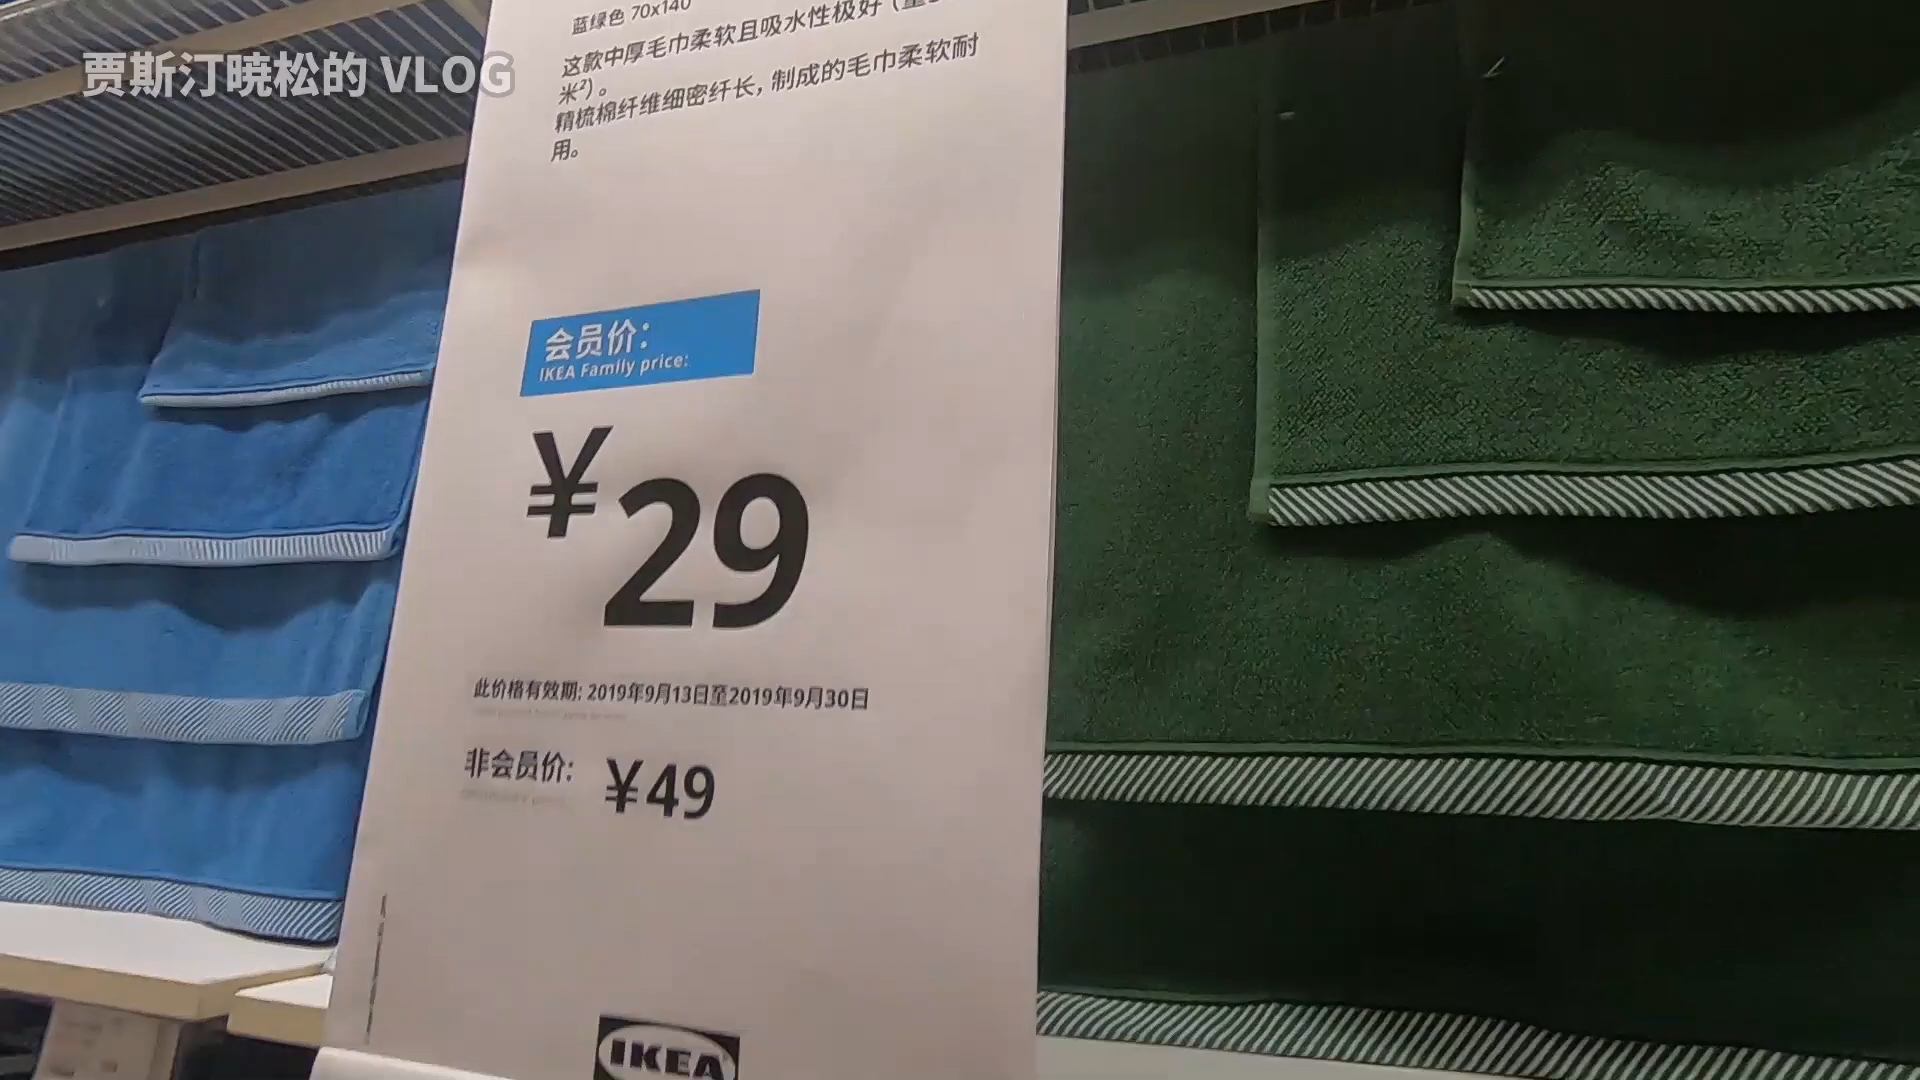 贾斯汀晓松的 VLOG
蓝绿色 70x140
这款中厚毛巾柔软且吸水性极好（重
米²）。
精梳棉纤维细密纤长，制成的毛巾柔软耐
用。
会员价：
IKEA Family price:
¥29
此价格有效期: 2019年9月13日至2019年9月30日
非会员价: ¥49
IKEA